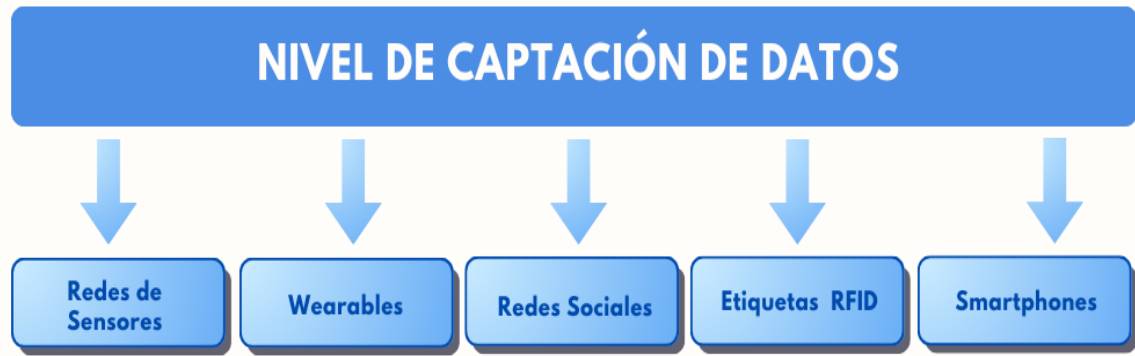 NIVEL DE CAPTACIÓN DE DATOS
Redes de
Sensores
Wearables
Redes Sociales
Etiquetas RFID
Smartphones